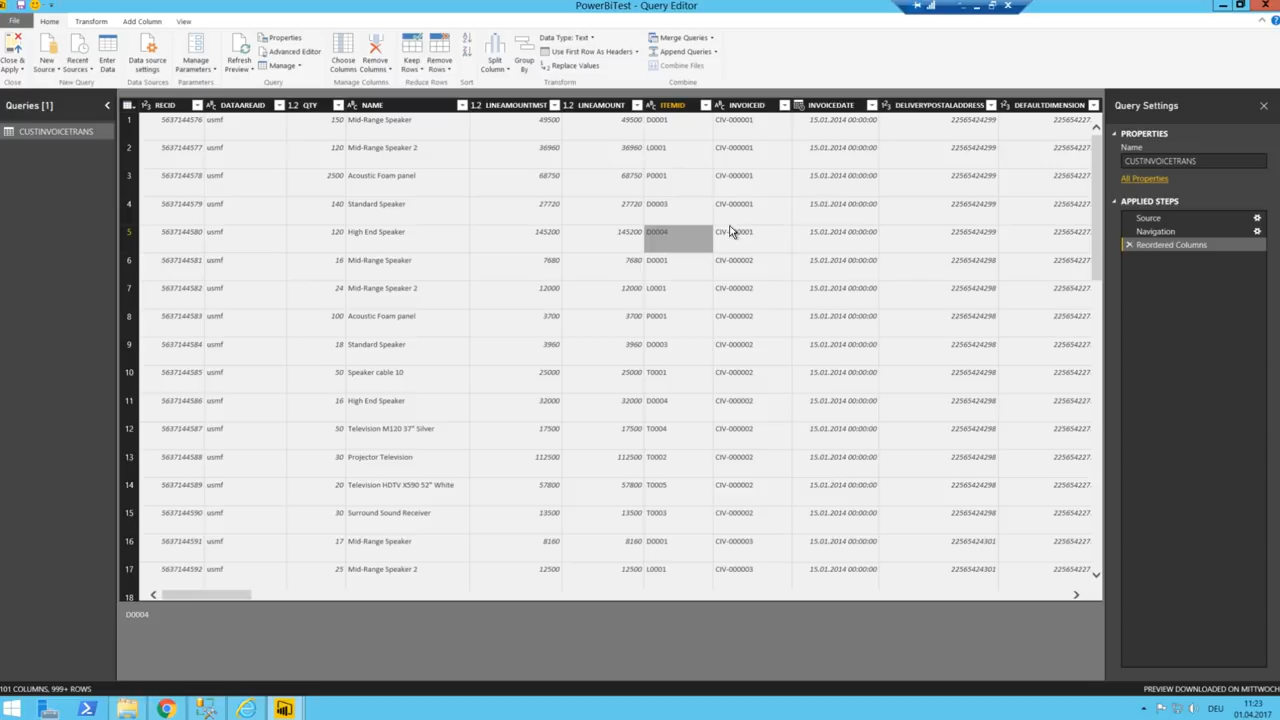 PowerBiTest - Query Editor
File Home Transform Add Column View
Close & Apply
New Source
Recent Sources
Enter Data
Data source settings
Manage Parameters
Refresh Preview
Properties
Advanced Editor
Manage
Choose Columns
Remove Columns
Keep Rows
Remove Rows
Split Column
Group By
Data Type: Text
Use First Row As Headers
Replace Values
Merge Queries
Append Queries
Combine Files
Close New Query Data Sources Parameters Query Manage Columns Reduce Rows Sort Transform Combine
Queries [1]
CUSTINVOICETRANS
RECID DATAAREAID QTY NAME LINEAMOUNTMST LINEAMOUNT ITEMID INVOICEID INVOICEDATE DELIVERYPOSTALADDRESS DEFAULTDIMENSION
1 5637144576 usmf 150 Mid-Range Speaker 49500 49500 D0001 CIV-000001 15.01.2014 00:00:00 22565424299 225654227
2 5637144577 usmf 120 Mid-Range Speaker 2 36960 36960 L0001 CIV-000001 15.01.2014 00:00:00 22565424299 225654227
3 5637144578 usmf 2500 Acoustic Foam panel 68750 68750 P0001 CIV-000001 15.01.2014 00:00:00 22565424299 225654227
4 5637144579 usmf 140 Standard Speaker 27720 27720 D0003 CIV-000001 15.01.2014 00:00:00 22565424299 225654227
5 5637144580 usmf 120 High End Speaker 145200 145200 D0004 CIV-000001 15.01.2014 00:00:00 22565424299 225654227
6 5637144581 usmf 16 Mid-Range Speaker 7680 7680 D0001 CIV-000002 15.01.2014 00:00:00 22565424298 225654227
7 5637144582 usmf 24 Mid-Range Speaker 2 12000 12000 L0001 CIV-000002 15.01.2014 00:00:00 22565424298 225654227
8 5637144583 usmf 100 Acoustic Foam panel 3700 3700 P0001 CIV-000002 15.01.2014 00:00:00 22565424298 225654227
9 5637144584 usmf 18 Standard Speaker 3960 3960 D0003 CIV-000002 15.01.2014 00:00:00 22565424298 225654227
10 5637144585 usmf 50 Speaker cable 10 25000 25000 T0001 CIV-000002 15.01.2014 00:00:00 22565424298 225654227
11 5637144586 usmf 16 High End Speaker 32000 32000 D0004 CIV-000002 15.01.2014 00:00:00 22565424298 225654227
12 5637144587 usmf 50 Television M120 37" Silver 17500 17500 T0004 CIV-000002 15.01.2014 00:00:00 22565424298 225654227
13 5637144588 usmf 30 Projector Television 112500 112500 T0002 CIV-000002 15.01.2014 00:00:00 22565424298 225654227
14 5637144589 usmf 20 Television HDTV X590 52" White 57800 57800 T0005 CIV-000002 15.01.2014 00:00:00 22565424298 225654227
15 5637144590 usmf 30 Surround Sound Receiver 13500 13500 T0003 CIV-000002 15.01.2014 00:00:00 22565424298 225654227
16 5637144591 usmf 17 Mid-Range Speaker 8160 8160 D0001 CIV-000003 15.01.2014 00:00:00 22565424301 225654227
17 5637144592 usmf 25 Mid-Range Speaker 2 12500 12500 L0001 CIV-000003 15.01.2014 00:00:00 22565424301 225654227
18
D0004
Query Settings
PROPERTIES
Name
CUSTINVOICETRANS
All Properties
APPLIED STEPS
Source
Navigation
Reordered Columns
101 COLUMNS, 999+ ROWS
PREVIEW DOWNLOADED ON MITTWOCH
DEU
11:23
01.04.2017